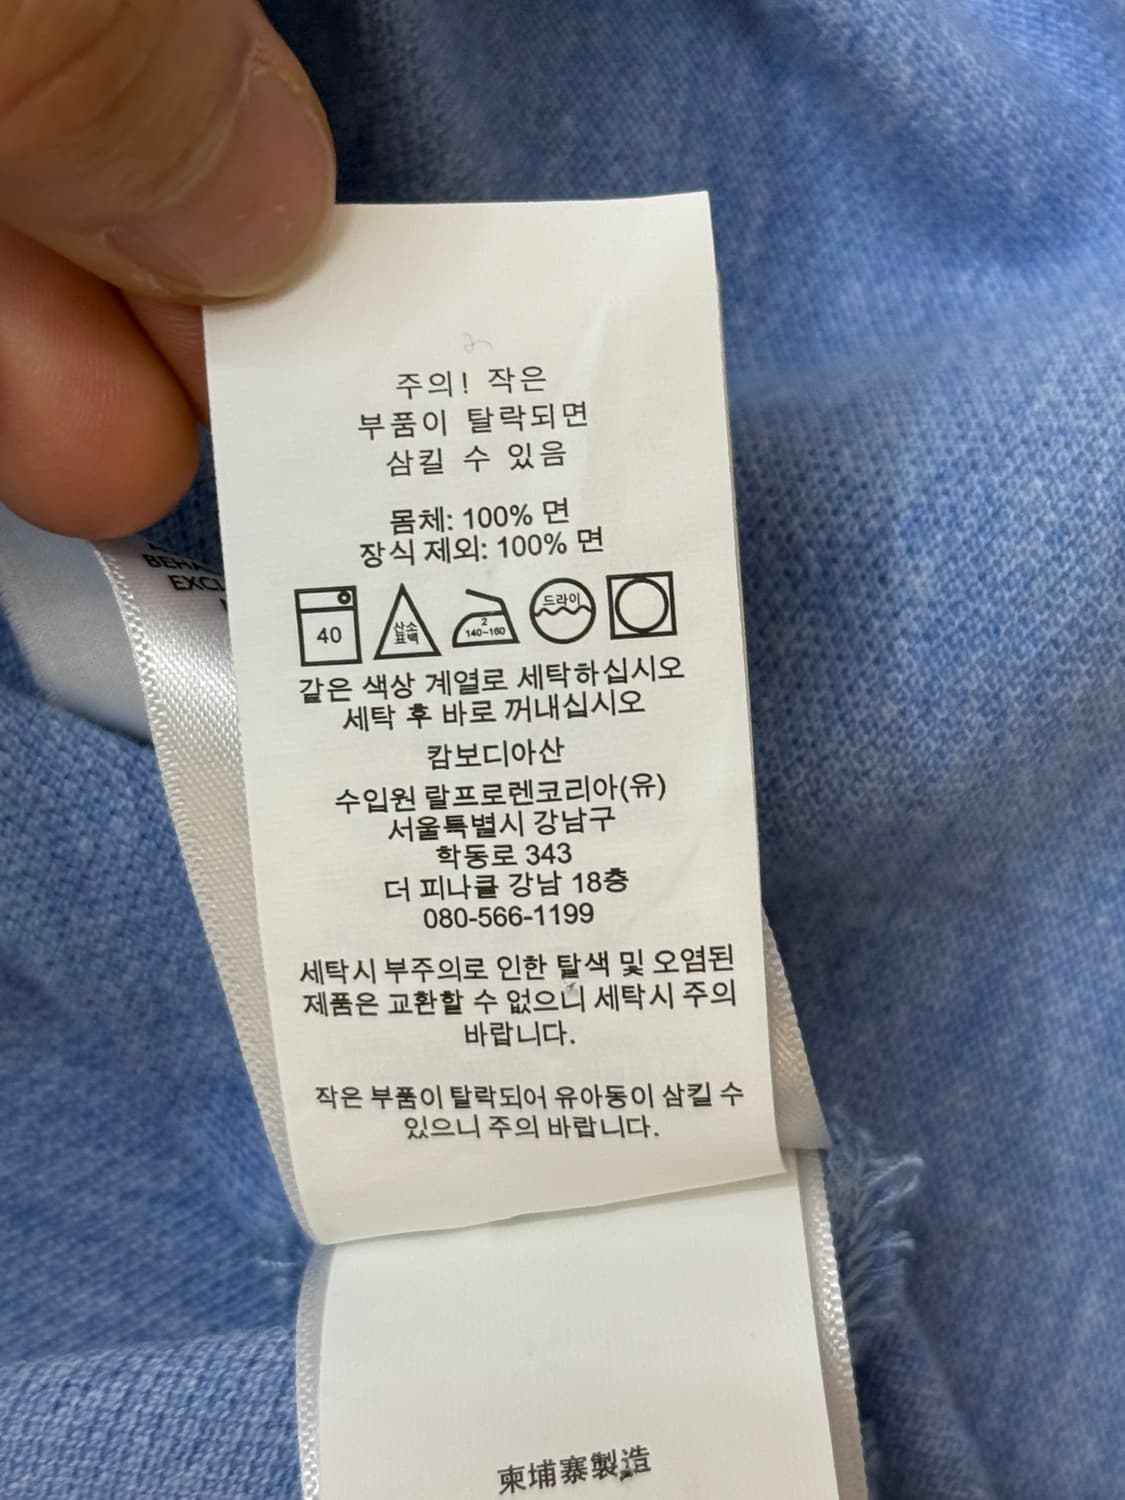 주의! 작은
부품이 탈락되면
삼킬 수 있음
몸체: 100% 면
장식 제외: 100% 면
40
산소
표백
2
140~160
드라이
같은 색상 계열로 세탁하십시오
세탁 후 바로 꺼내십시오
캄보디아산
수입원 랄프로렌코리아(유)
서울특별시 강남구
학동로 343
더 피나클 강남 18층
080-566-1199
세탁시 부주의로 인한 탈색 및 오염된
제품은 교환할 수 없으니 세탁시 주의
바랍니다.
작은 부품이 탈락되어 유아동이 삼킬 수
있으니 주의 바랍니다.
柬埔寨製造